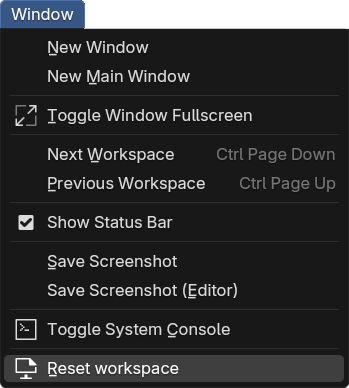 Window
New Window
New Main Window
Toggle Window Fullscreen
Next Workspace Ctrl Page Down
Previous Workspace Ctrl Page Up
Show Status Bar
Save Screenshot
Save Screenshot (Editor)
Toggle System Console
Reset workspace